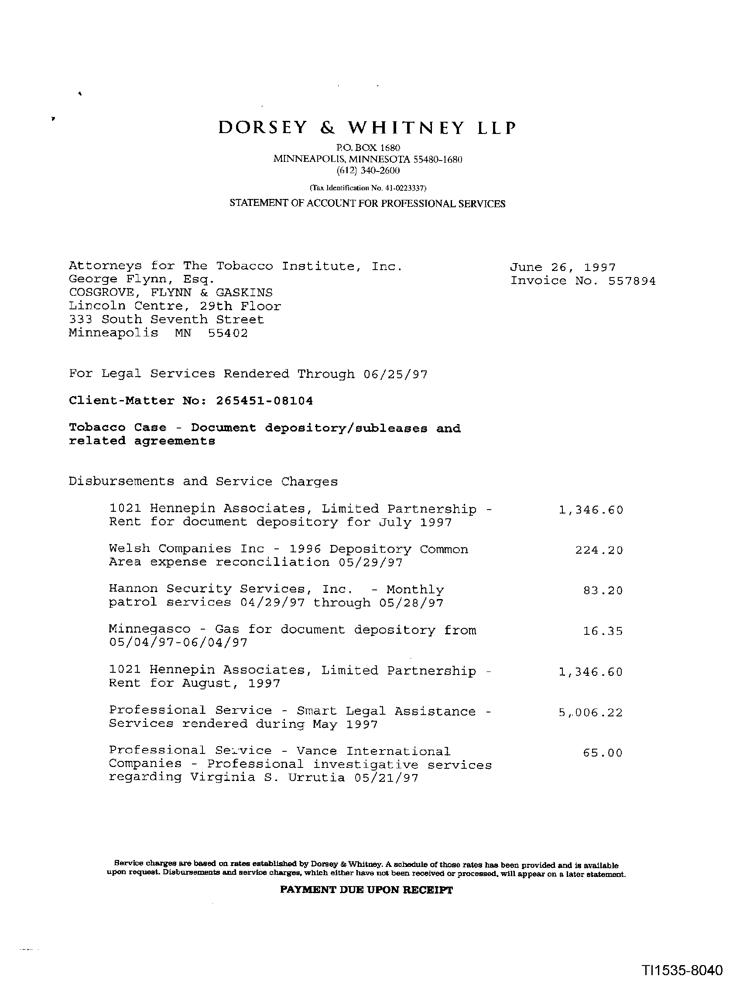 DORSEY & WHITNEY LLP
P.O. BOX 1680
MINNEAPOLIS, MINNESOTA 55480-1680
(612) 340-2600
(Tax Identification No. 41-0223337)
STATEMENT OF ACCOUNT FOR PROFESSIONAL SERVICES
Attorneys for The Tobacco Institute, Inc. June 26, 1997
George Flynn, Esq. Invoice No. 557894
COSGROVE, FLYNN & GASKINS
Lincoln Centre, 29th Floor
333 South Seventh Street
Minneapolis MN 55402
For Legal Services Rendered Through 06/25/97
Client-Matter No: 265451-08104
Tobacco Case - Document depository/subleases and
related agreements
Disbursements and Service Charges
1021 Hennepin Associates, Limited Partnership - 1,346.60
Rent for document depository for July 1997
Welsh Companies Inc - 1996 Depository Common 224.20
Area expense reconciliation 05/29/97
Hannon Security Services, Inc. - Monthly 83.20
patrol services 04/29/97 through 05/28/97
Minnegasco - Gas for document depository from 16.35
05/04/97-06/04/97
1021 Hennepin Associates, Limited Partnership - 1,346.60
Rent for August, 1997
Professional Service - Smart Legal Assistance - 5,006.22
Services rendered during May 1997
Professional Service - Vance International 65.00
Companies - Professional investigative services
regarding Virginia S. Urrutia 05/21/97
Service charges are based on rates established by Dorsey & Whitney. A schedule of those rates has been provided and is available
upon request. Disbursements and service charges, which either have not been received or processed, will appear on a later statement.
PAYMENT DUE UPON RECEIPT
TI1535-8040